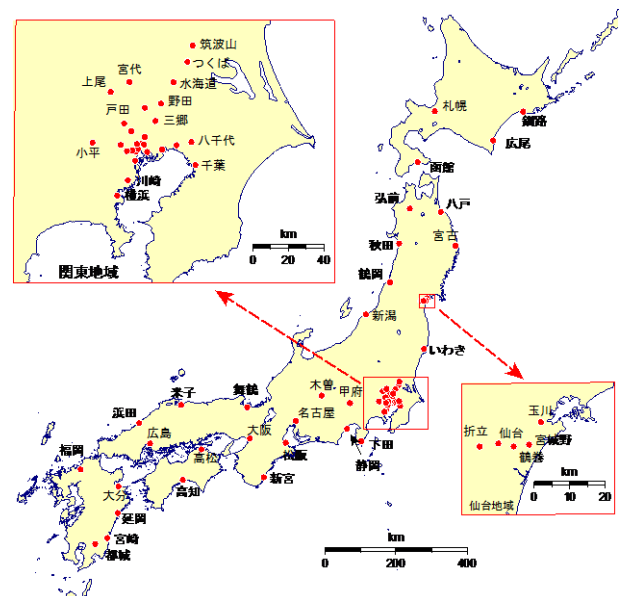 筑波山
つくば
宮代
上尾
水海道
野田
戸田
三郷
八千代
小平
千葉
川崎
横浜
km
0 20 40
関東地域
札幌
釧路
広尾
函館
弘前
八戸
宮古
秋田
鶴岡
新潟
いわき
木曽
甲府
名古屋
舞鶴
米子
浜田
大阪
広島
福岡
高松
松阪
下田
静岡
大分
高知
新宮
延岡
宮崎
都城
km
0 200 400
玉川
折立
仙台
宮城野
鶴巻
km
仙台地域
0 10 20